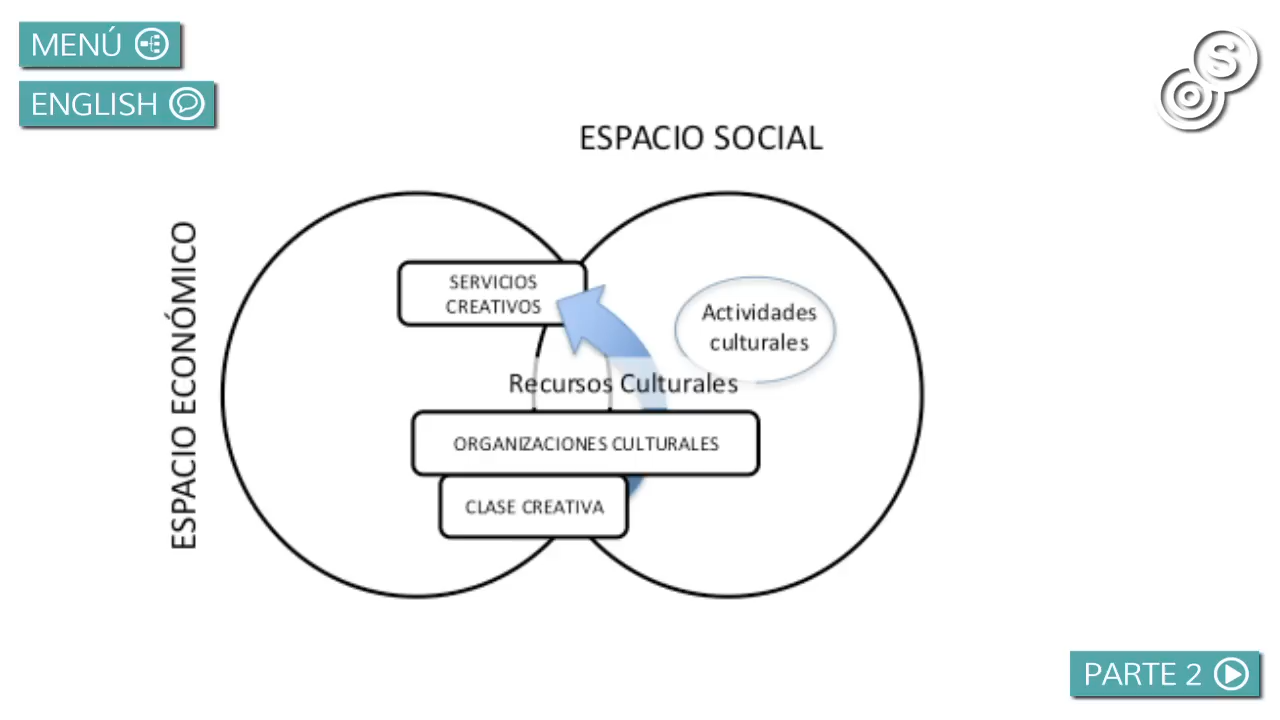 MENÚ
ENGLISH
S
ESPACIO SOCIAL
ESPACIO ECONÓMICO
SERVICIOS
CREATIVOS
Actividades
culturales
Recursos Culturales
ORGANIZACIONES CULTURALES
CLASE CREATIVA
PARTE 2